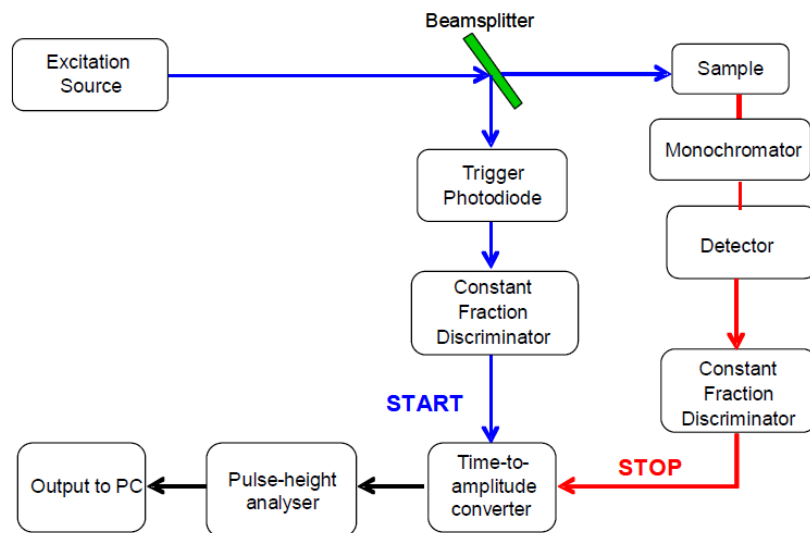 Beamsplitter
Excitation
Source
Sample
Monochromator
Trigger
Photodiode
Detector
Constant
Fraction
Discriminator
Constant
Fraction
Discriminator
START
STOP
Output to PC
Pulse-height
analyser
Time-to-
amplitude
converter